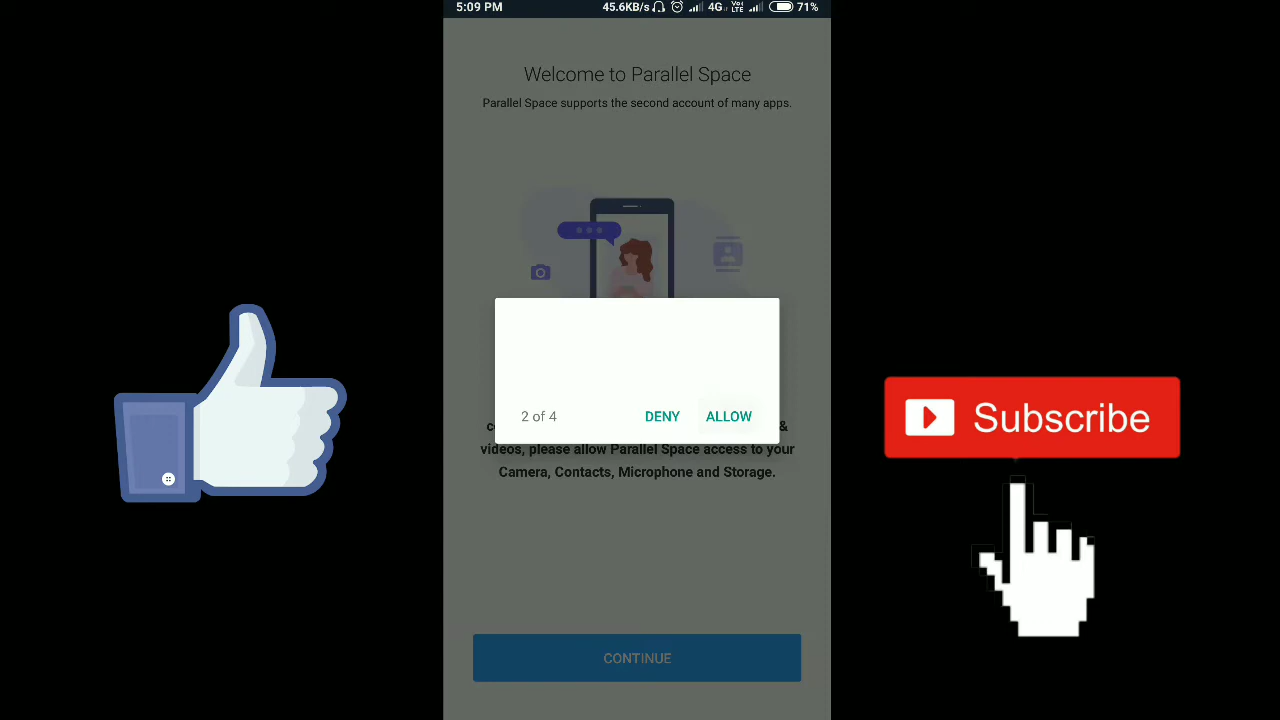 5:09 PM 45.6KB/s 4G Vo LTE 71%
Welcome to Parallel Space
Parallel Space supports the second account of many apps.
2 of 4 DENY ALLOW
&
videos, please allow Parallel Space access to your
Camera, Contacts, Microphone and Storage.
Subscribe
CONTINUE